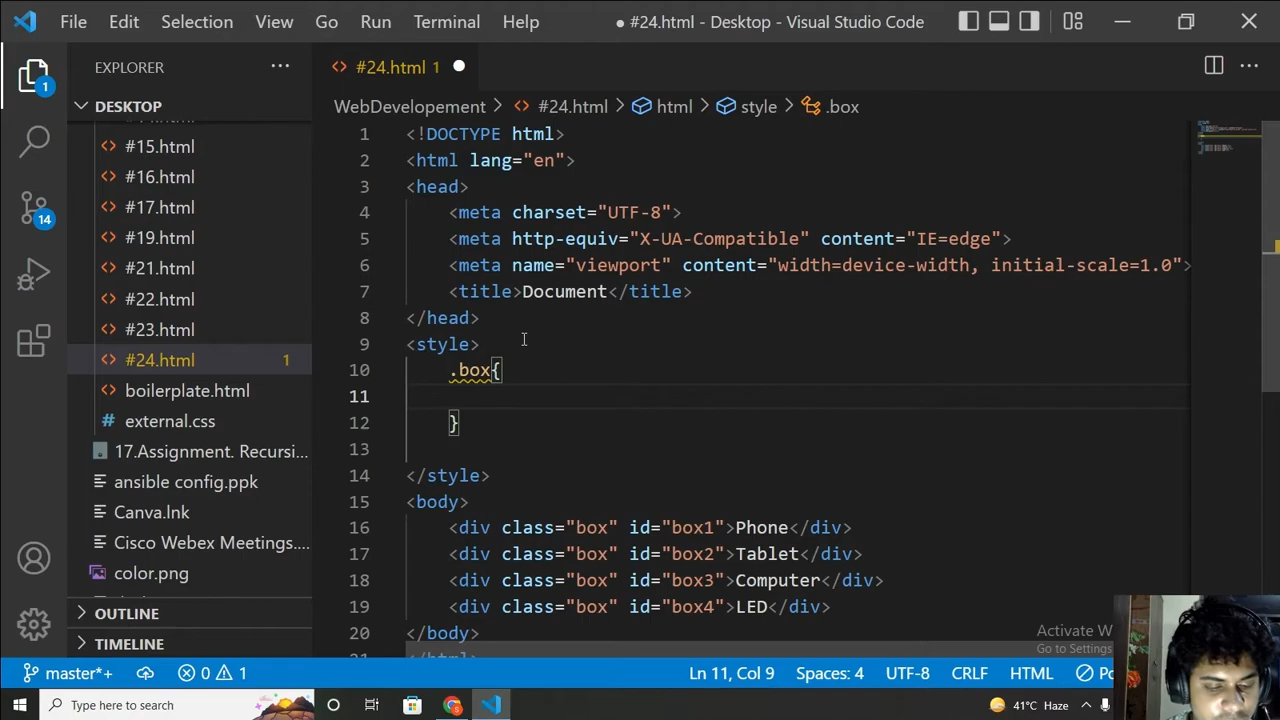 File Edit Selection View Go Run Terminal Help ● #24.html - Desktop - Visual Studio Code
EXPLORER ···
#24.html 1
DESKTOP
WebDevelopement > #24.html > html > style > .box
#15.html
#16.html
#17.html
#19.html
#21.html
#22.html
#23.html
#24.html 1
boilerplate.html
external.css
17.Assignment. Recursi...
ansible config.ppk
Canva.lnk
Cisco Webex Meetings....
color.png
OUTLINE
TIMELINE
1
14
1 <!DOCTYPE html>
2 <html lang="en">
3 <head>
4 <meta charset="UTF-8">
5 <meta http-equiv="X-UA-Compatible" content="IE=edge">
6 <meta name="viewport" content="width=device-width, initial-scale=1.0">
7 <title>Document</title>
8 </head>
9 <style>
10 .box{
11
12 }
13
14 </style>
15 <body>
16 <div class="box" id="box1">Phone</div>
17 <div class="box" id="box2">Tablet</div>
18 <div class="box" id="box3">Computer</div>
19 <div class="box" id="box4">LED</div>
20 </body>
Activate W
Go to Settings
master*+ 0 1 Ln 11, Col 9 Spaces: 4 UTF-8 CRLF HTML
Type here to search 41°C Haze